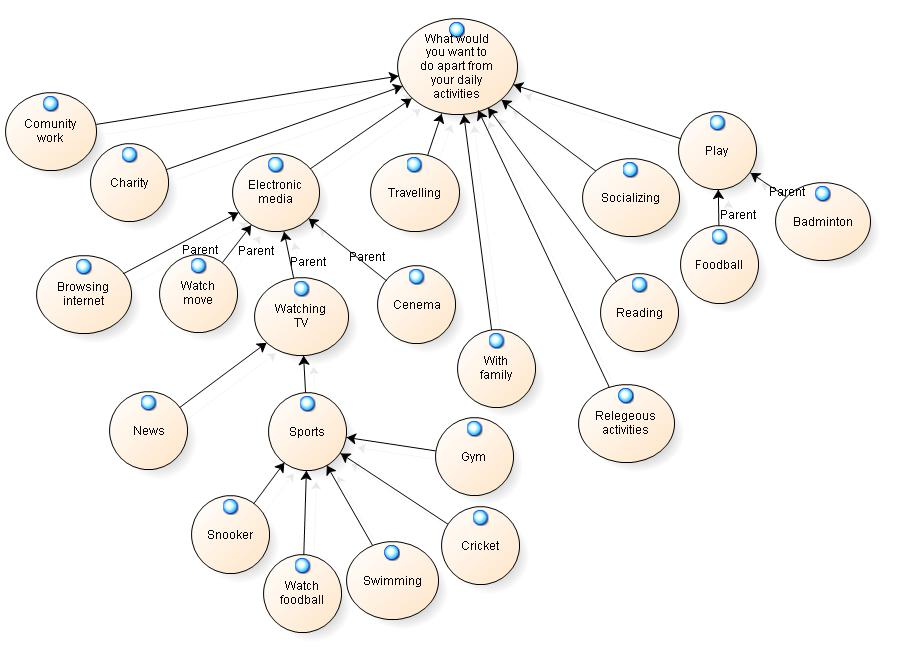 What would
you want to
do apart from
your daily
activities
Comunity
work
Charity
Electronic
media
Travelling
Socializing
Play
Parent
Badminton
Parent
Foodball
Parent
Parent
Parent
Parent
Browsing
internet
Watch
move
Watching
TV
Cenema
Reading
With
family
Relegeous
activities
News
Sports
Gym
Snooker
Cricket
Watch
foodball
Swimming